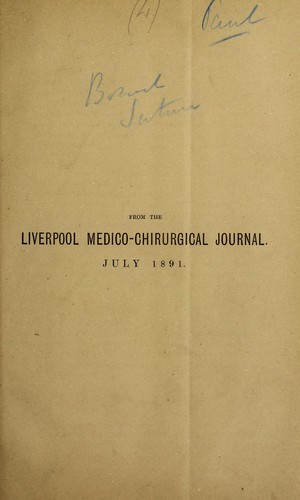 (4) Paul
Bowel
Suture
FROM THE
LIVERPOOL MEDICO-CHIRURGICAL JOURNAL.
JULY 1891.